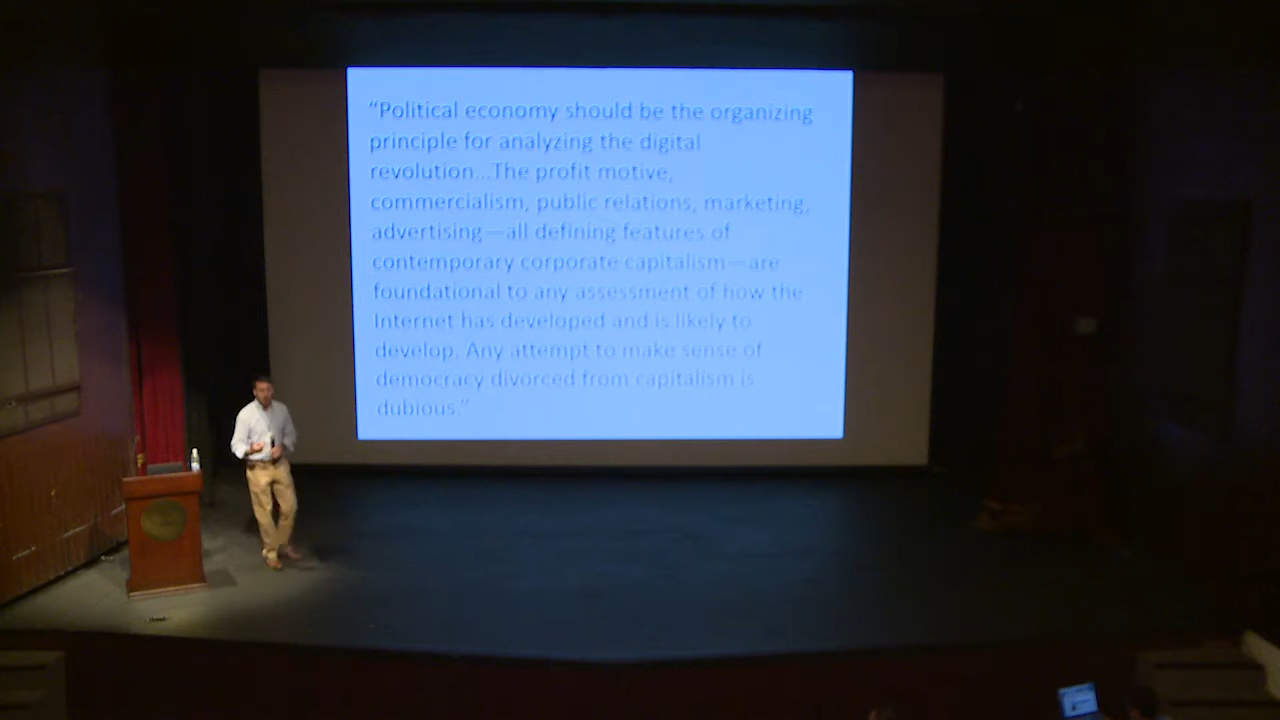 “Political economy should be the organizing
principle for analyzing the digital
revolution...The profit motive,
commercialism, public relations, marketing,
advertising—all defining features of
contemporary corporate capitalism—are
foundational to any assessment of how the
Internet has developed and is likely to
develop. Any attempt to make sense of
democracy divorced from capitalism is
dubious.”